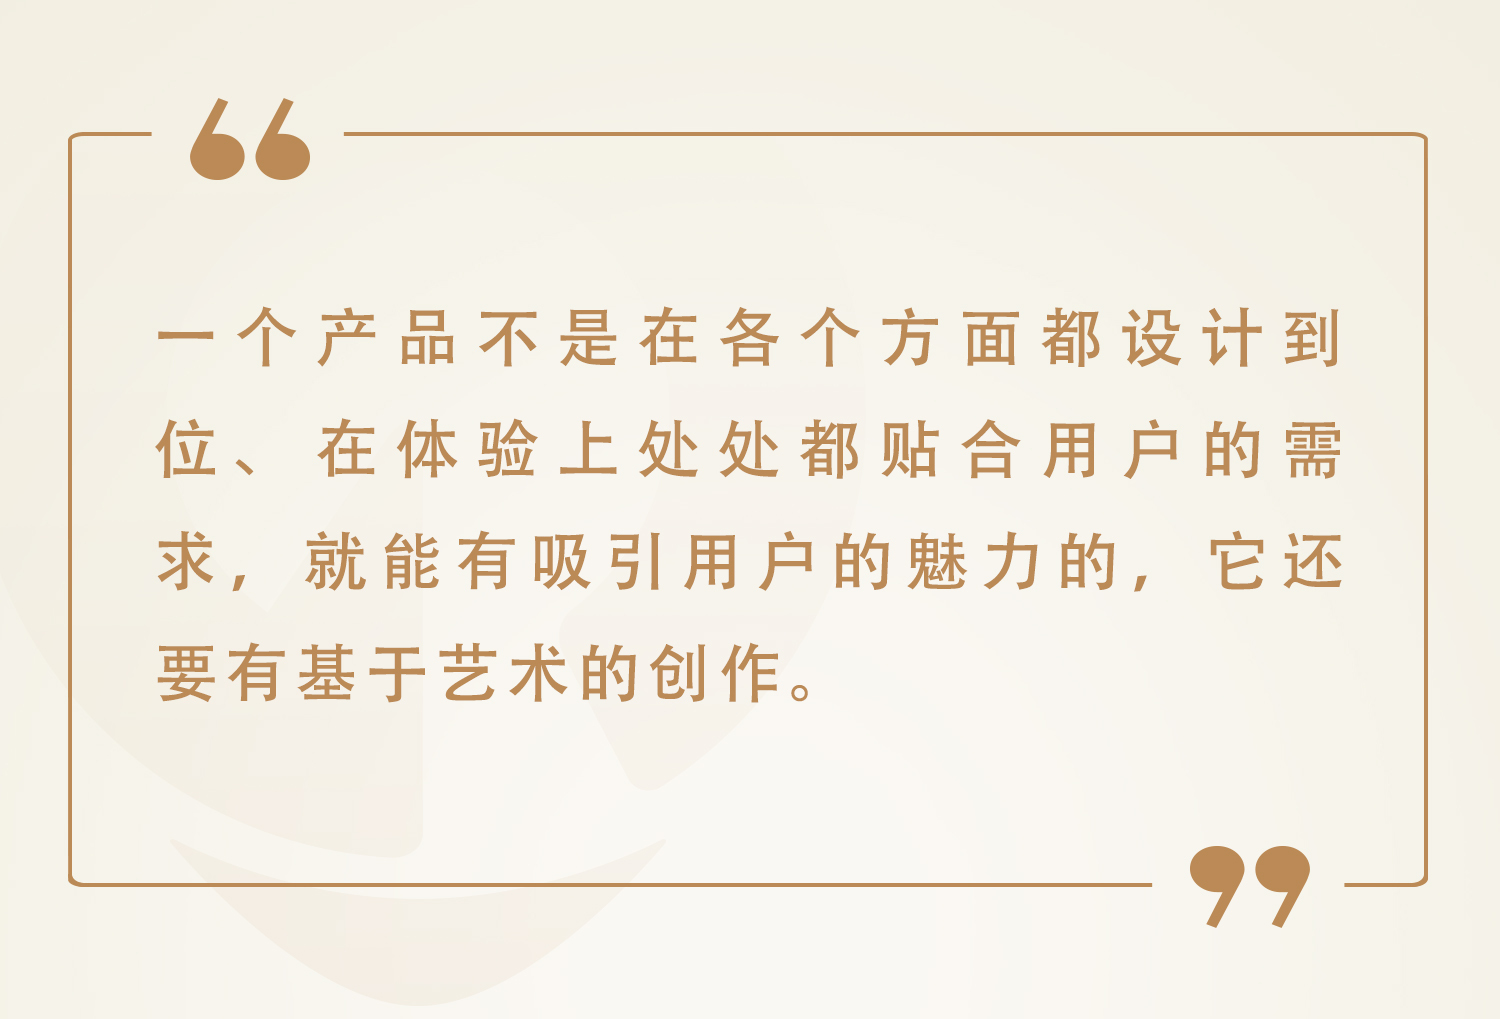 “
一个产品不是在各个方面都设计到
位、在体验上处处都贴合用户的需
求，就能有吸引用户的魅力的，它还
要有基于艺术的创作。
”